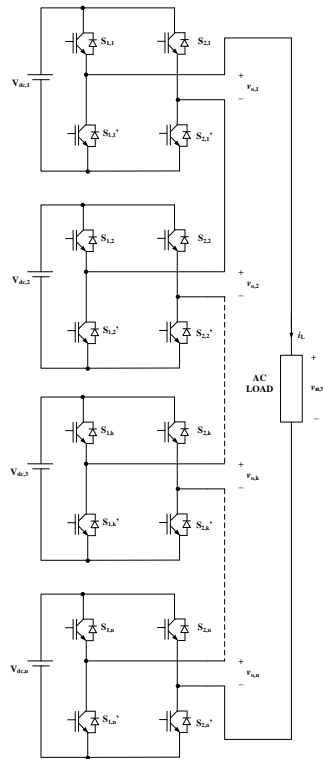 S1,1 S2,1
+
Vdc,1 vo,1
−
S1,1' S2,1'
S1,2 S2,2
+
Vdc,2 vo,2
−
S1,2' S2,2'
iL
+
AC
LOAD
−
S1,k S2,k
+
Vdc,3 vo,k
−
S1,k' S2,k'
S1,n S2,n
+
Vdc,n vo,n
−
S1,n' S2,n'